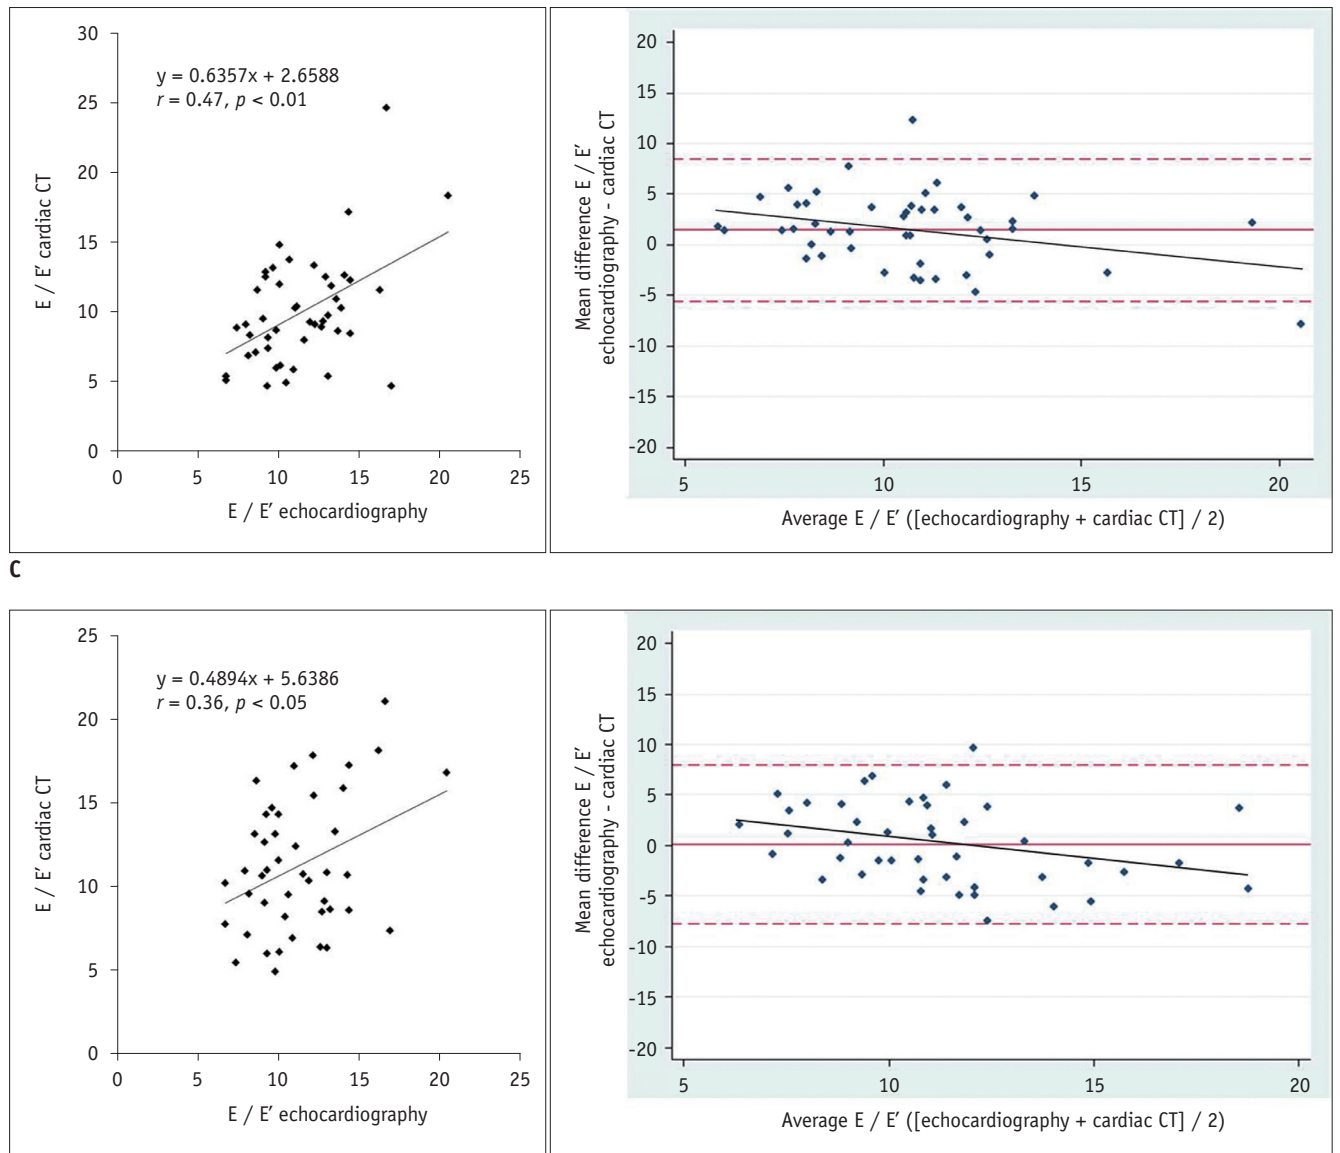 30
25
20
15
10
5
0
y = 0.6357x + 2.6588
r = 0.47, p < 0.01
E / E′ cardiac CT
0 5 10 15 20 25
E / E′ echocardiography
20
15
10
5
0
-5
-10
-15
-20
Mean difference E / E′
echocardiography - cardiac CT
5 10 15 20
Average E / E′ ([echocardiography + cardiac CT] / 2)
C
25
20
15
10
5
0
y = 0.4894x + 5.6386
r = 0.36, p < 0.05
E / E′ cardiac CT
0 5 10 15 20 25
E / E′ echocardiography
20
15
10
5
0
-5
-10
-15
-20
Mean difference E / E′
echocardiography - cardiac CT
5 10 15 20
Average E / E′ ([echocardiography + cardiac CT] / 2)